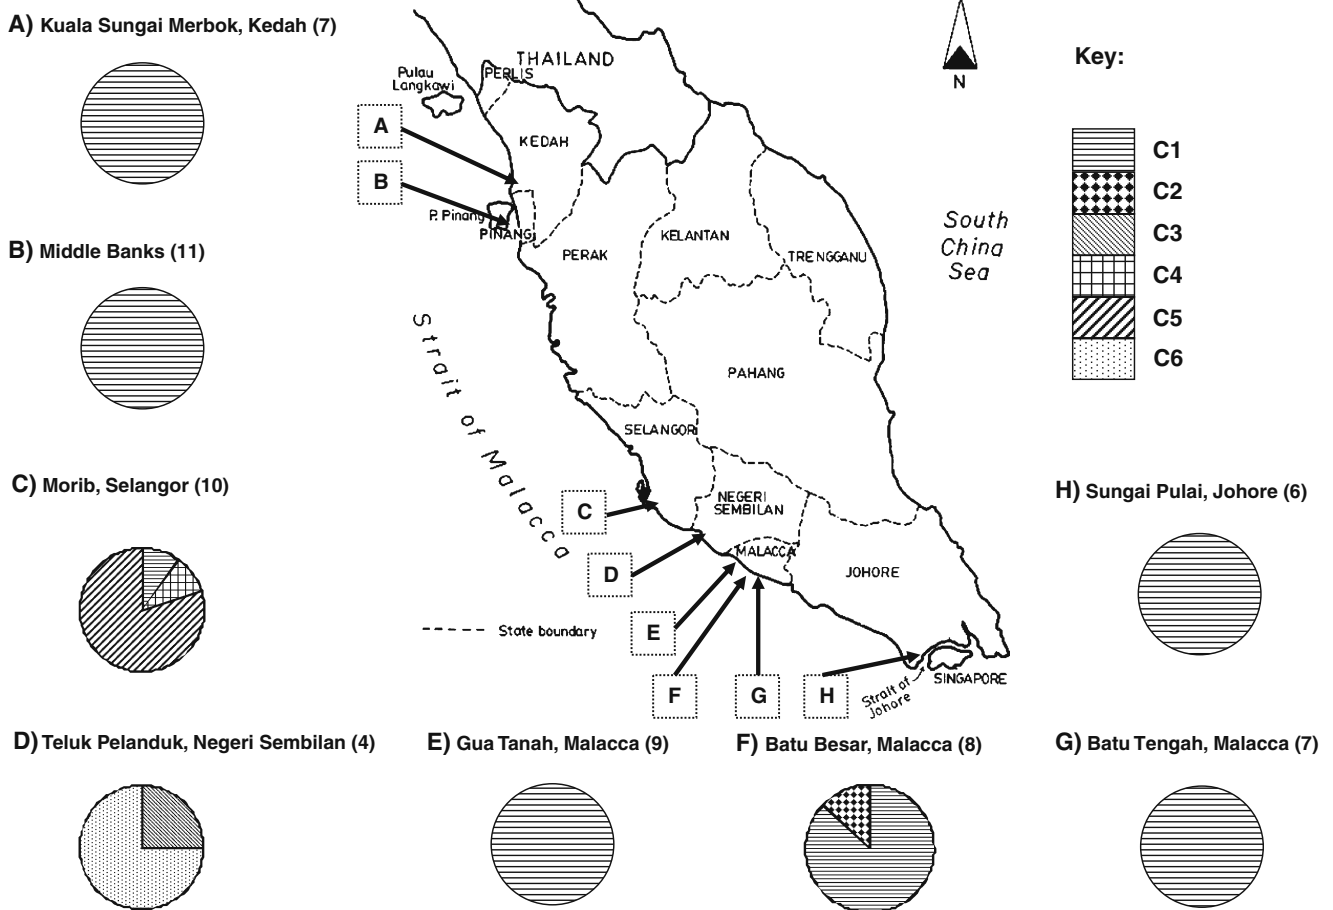 A) Kuala Sungai Merbok, Kedah (7)
B) Middle Banks (11)
C) Morib, Selangor (10)
D) Teluk Pelanduk, Negeri Sembilan (4)
E) Gua Tanah, Malacca (9)
F) Batu Besar, Malacca (8)
G) Batu Tengah, Malacca (7)
H) Sungai Pulai, Johore (6)
Key:
C1
C2
C3
C4
C5
C6
N
THAILAND
PERLIS
Pulau
Langkawi
KEDAH
P. Pinang
PINANG
PERAK
KELANTAN
TRENGGANU
South
China
Sea
PAHANG
SELANGOR
Strait of Malacca
NEGERI
SEMBILAN
MALACCA
JOHORE
State boundary
SINGAPORE
Strait of
Johore
A
B
C
D
E
F
G
H